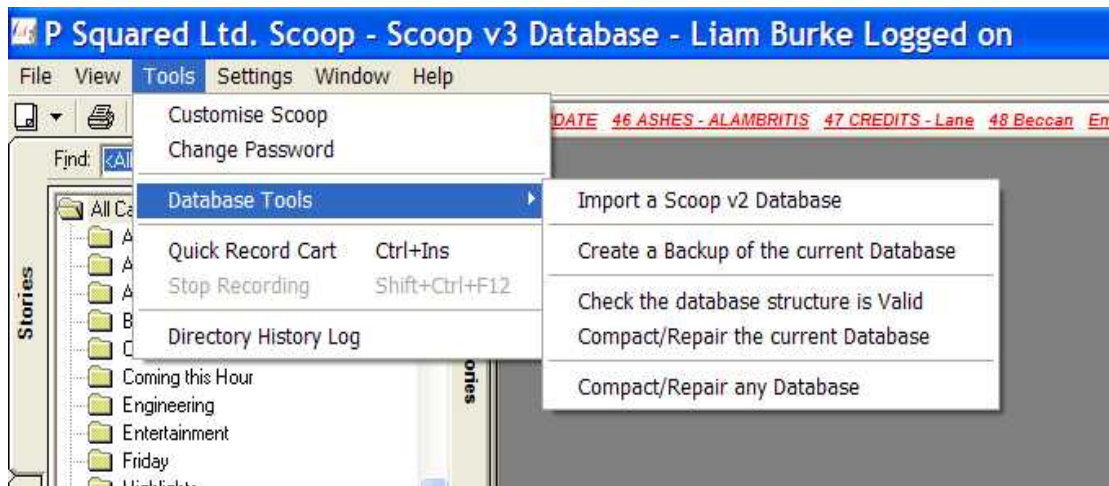 P Squared Ltd. Scoop - Scoop v3 Database - Liam Burke Logged on
File View Tools Settings Window Help
DATE 46 ASHES - ALAMBRITIS 47 CREDITS - Lane 48 Beccan Em
Customise Scoop
Change Password
Database Tools
Quick Record Cart Ctrl+Ins
Stop Recording Shift+Ctrl+F12
Directory History Log
Import a Scoop v2 Database
Create a Backup of the current Database
Check the database structure is Valid
Compact/Repair the current Database
Compact/Repair any Database
Find: <All
All Ca
A
A
A
B
C
Coming this Hour
Engineering
Entertainment
Friday
Stories
ories